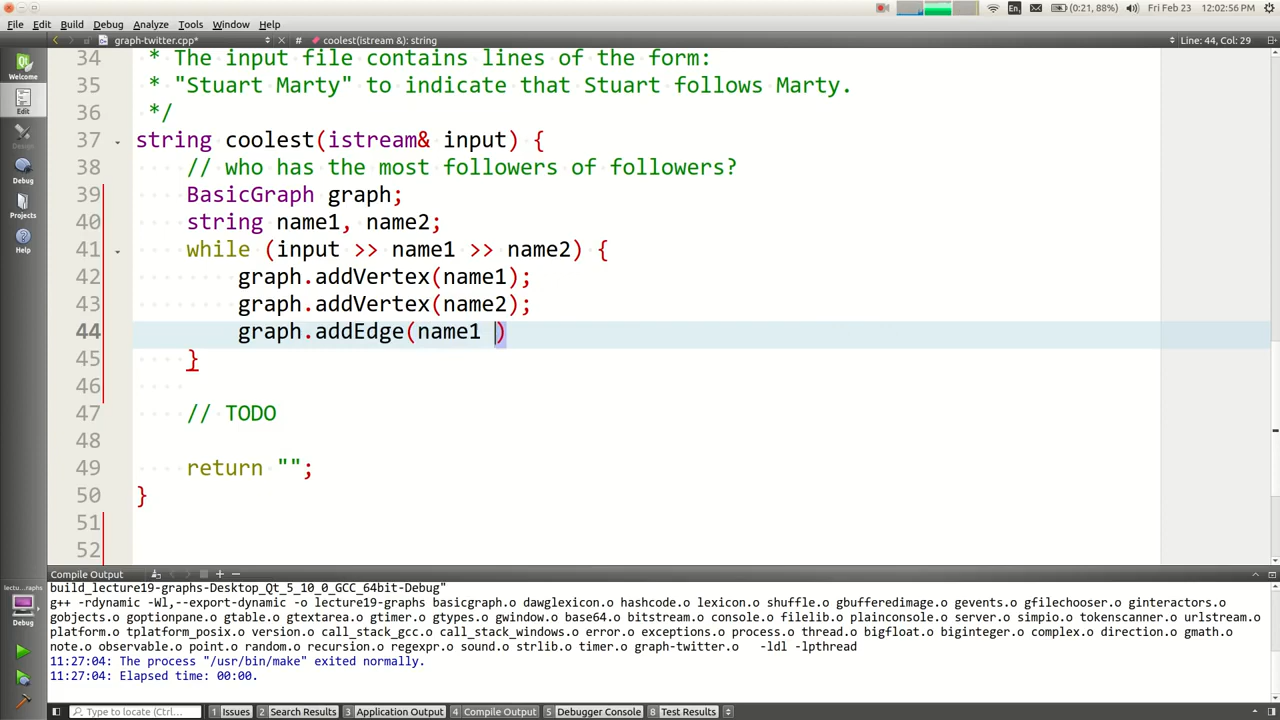 En, (0:21, 88%) Fri Feb 23 12:02:56 PM
File Edit Build Debug Analyze Tools Window Help
graph-twitter.cpp* # coolest(istream &): string Line: 44, Col: 29
Welcome
Edit
Design
Debug
Projects
Help
34 * The input file contains lines of the form:
35 * "Stuart Marty" to indicate that Stuart follows Marty.
36 */
37 string coolest(istream& input) {
38 // who has the most followers of followers?
39 BasicGraph graph;
40 string name1, name2;
41 while (input >> name1 >> name2) {
42 graph.addVertex(name1);
43 graph.addVertex(name2);
44 graph.addEdge(name1 )
45 }
46
47 // TODO
48
49 return "";
50 }
51
52
Compile Output
build_lecture19-graphs-Desktop_Qt_5_10_0_GCC_64bit-Debug"
g++ -rdynamic -Wl,--export-dynamic -o lecture19-graphs basicgraph.o dawglexicon.o hashcode.o lexicon.o shuffle.o gbufferedimage.o gevents.o gfilechooser.o ginteractors.o
gobjects.o goptionpane.o gtable.o gtextarea.o gtimer.o gtypes.o gwindow.o base64.o bitstream.o console.o filelib.o plainconsole.o server.o simpio.o tokenscanner.o urlstream.o
platform.o tplatform_posix.o version.o call_stack_gcc.o call_stack_windows.o error.o exceptions.o process.o thread.o bigfloat.o biginteger.o complex.o direction.o gmath.o
note.o observable.o point.o random.o recursion.o regexpr.o sound.o strlib.o timer.o graph-twitter.o -ldl -lpthread
11:27:04: The process "/usr/bin/make" exited normally.
11:27:04: Elapsed time: 00:00.
lectu...raphs
Debug
Type to locate (Ctrl... 1 Issues 2 Search Results 3 Application Output 4 Compile Output 5 Debugger Console 8 Test Results